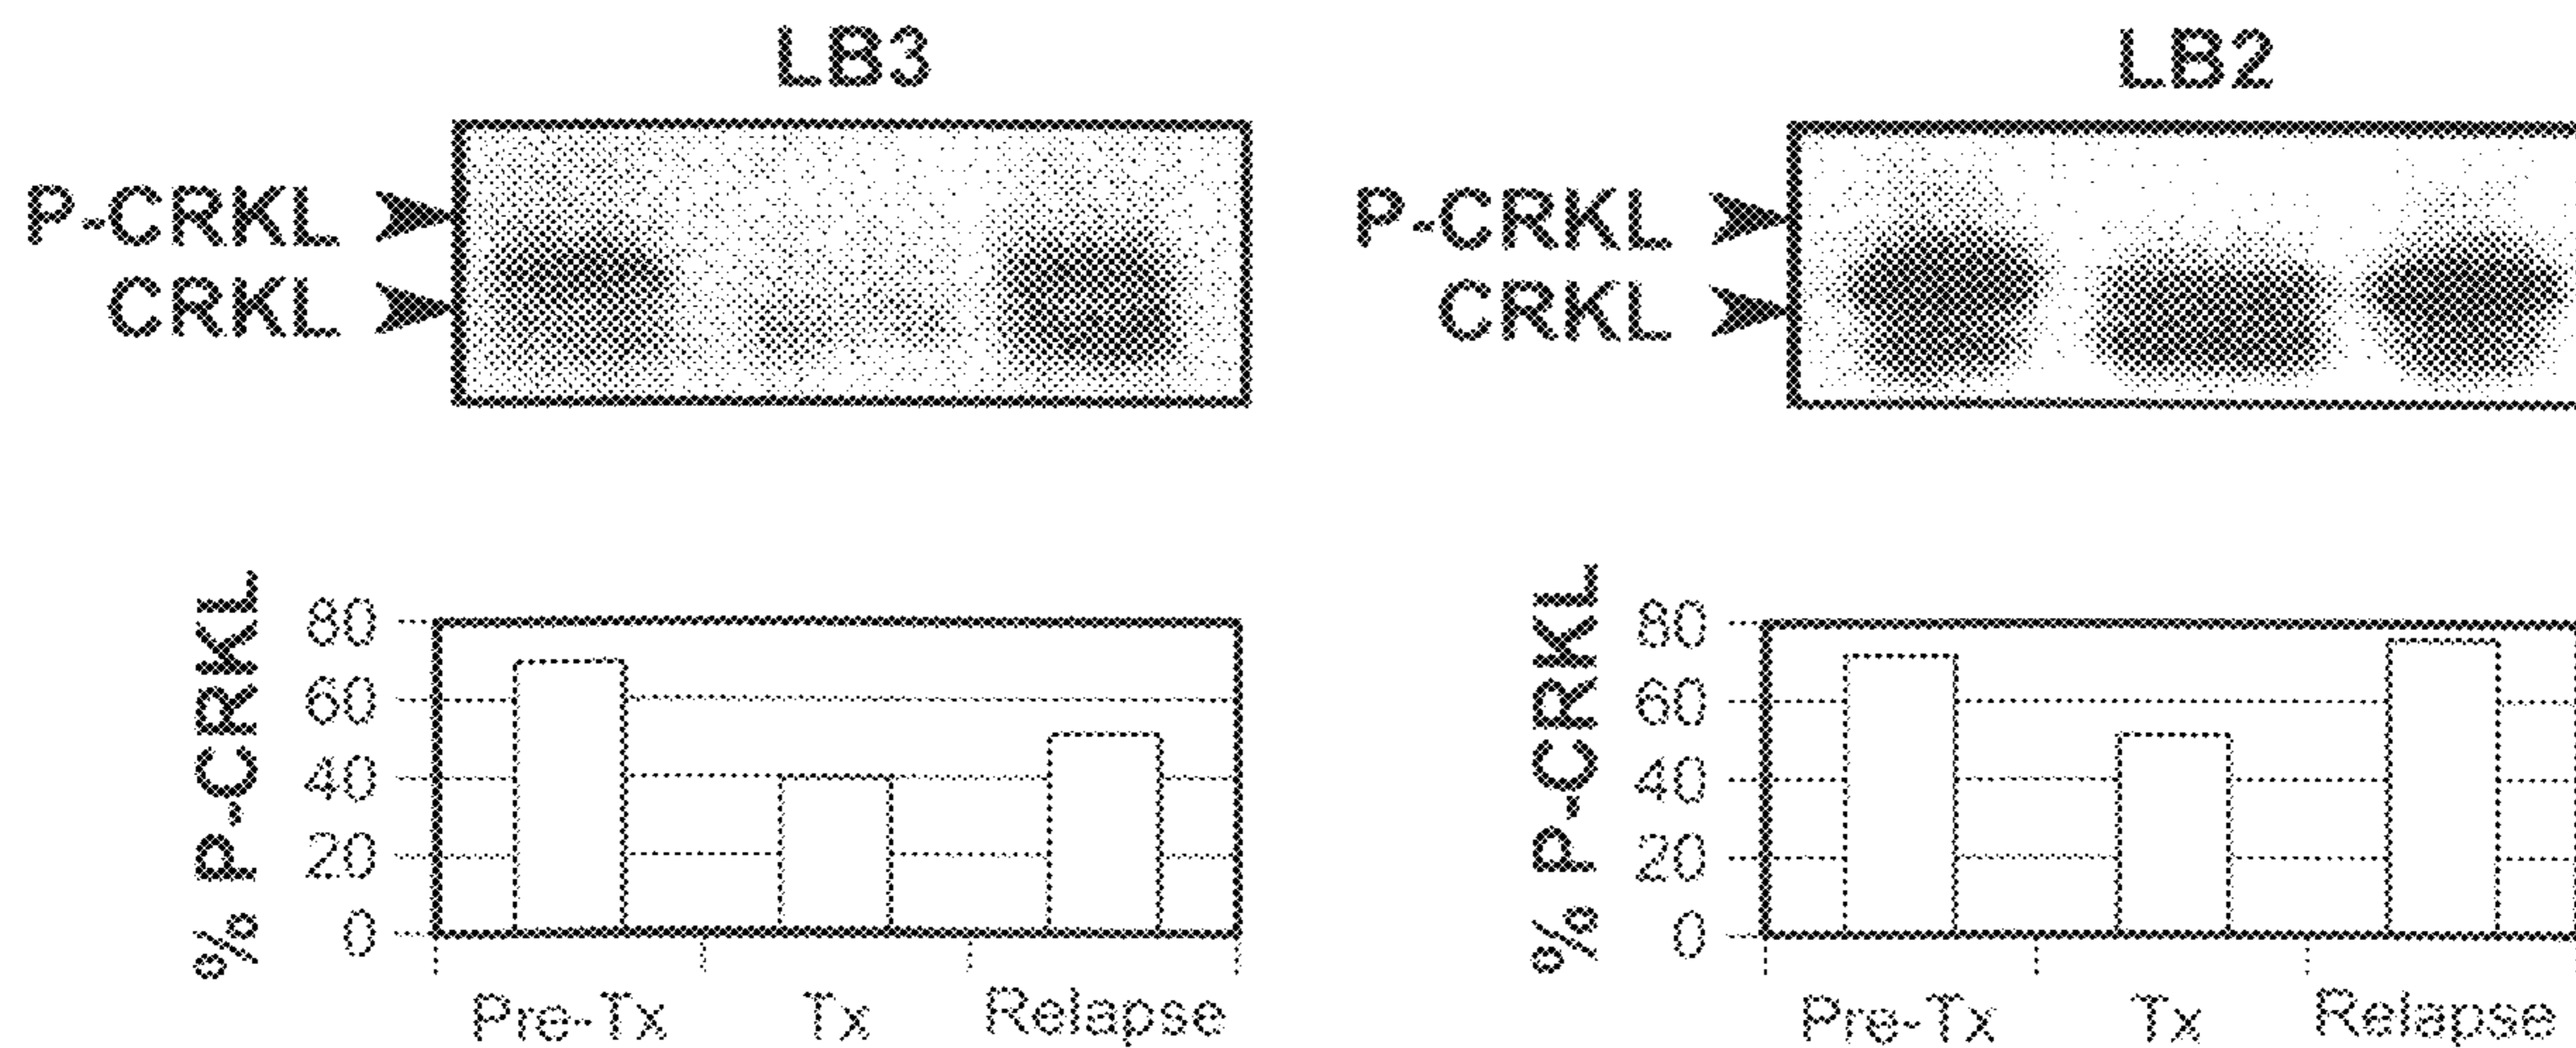 LB3
P-CRKL
CRKL
% P-CRKL
80
60
40
20
0
Pre-Tx Tx Relapse
LB2
P-CRKL
CRKL
% P-CRKL
80
60
40
20
0
Pre-Tx Tx Relapse